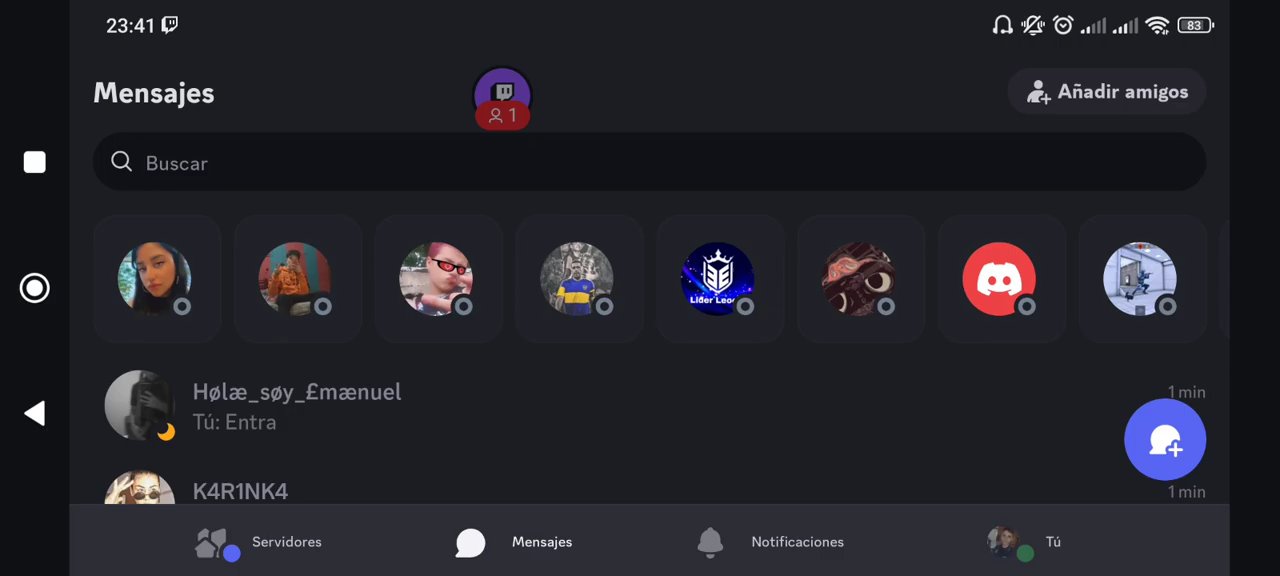 23:41
83
Mensajes
1
Añadir amigos
Buscar
Lider Leo
Hølæ_søy_£mænuel
1 min
Tú: Entra
K4R1NK4
1 min
Servidores
Mensajes
Notificaciones
Tú